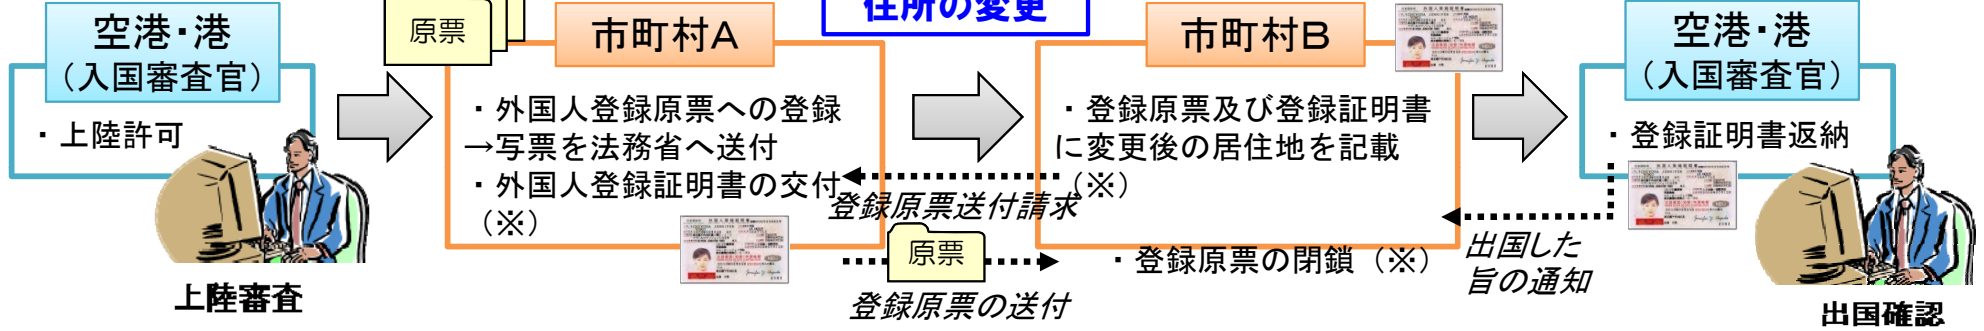 空港・港
（入国審査官）
・上陸許可
上陸審査
原票
市町村A
・外国人登録原票への登録
→写票を法務省へ送付
・外国人登録証明書の交付
（※）
住所の変更
登録原票送付請求
原票
登録原票の送付
市町村B
・登録原票及び登録証明書
に変更後の居住地を記載
（※）
・登録原票の閉鎖（※）
出国した
旨の通知
空港・港
（入国審査官）
・登録証明書返納
出国確認